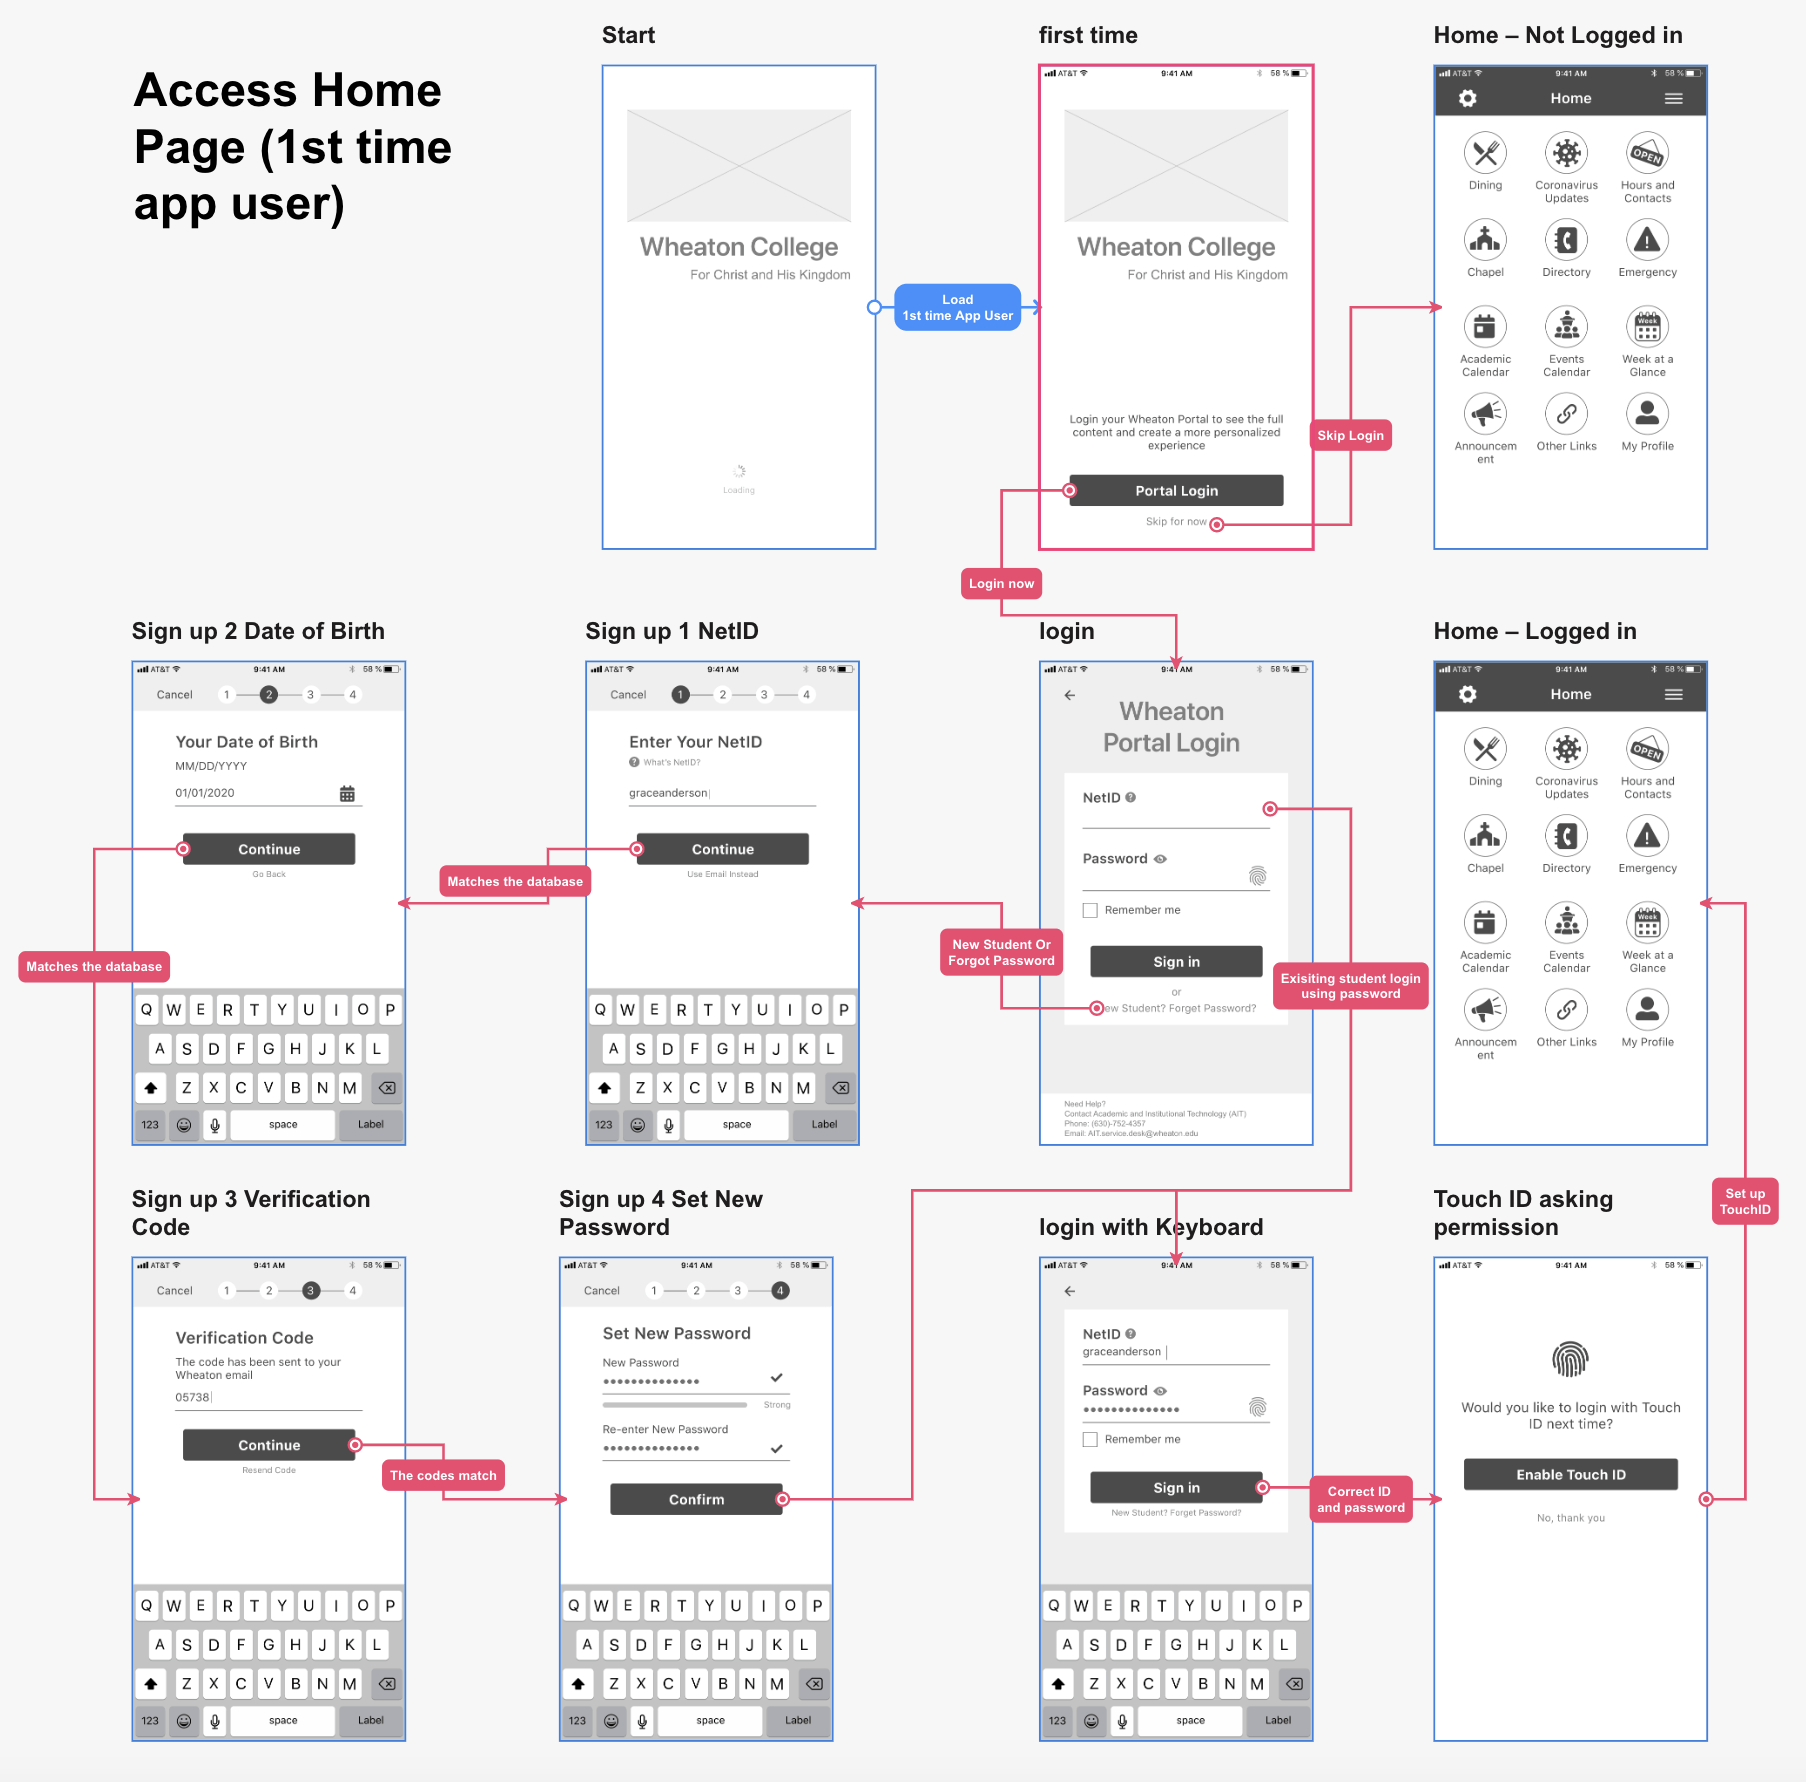 Access Home
Page (1st time
app user)
Start
Wheaton College
For Christ and His Kingdom
Loading
Load
1st time App User
first time
AT&T 9:41 AM 58 %
Wheaton College
For Christ and His Kingdom
Login your Wheaton Portal to see the full
content and create a more personalized
experience
Portal Login
Skip for now
Skip Login
Login now
Home – Not Logged in
AT&T 9:41 AM 58 %
Home
OPEN
Dining Coronavirus Hours and
Updates Contacts
Chapel Directory Emergency
Week
Academic Events Week at a
Calendar Calendar Glance
Announcem Other Links My Profile
ent
Sign up 2 Date of Birth
AT&T 9:41 AM 58 %
Cancel 1 2 3 4
Your Date of Birth
MM/DD/YYYY
01/01/2020
Continue
Go Back
Matches the database
Q W E R T Y U I O P
A S D F G H J K L
Z X C V B N M
123 space Label
Sign up 1 NetID
AT&T 9:41 AM 58 %
Cancel 1 2 3 4
Enter Your NetID
? What's NetID?
graceanderson
Continue
Use Email Instead
Matches the database
Q W E R T Y U I O P
A S D F G H J K L
Z X C V B N M
123 space Label
login
AT&T 9:41 AM 58 %
Wheaton
Portal Login
NetID ?
Password
Remember me
Sign in
or
ew Student? Forget Password?
Need Help?
Contact Academic and Institutional Technology (AIT)
Phone: (630)-752-4357
Email: AIT.service.desk@wheaton.edu
New Student Or
Forgot Password
Exisiting student login
using password
Home – Logged in
AT&T 9:41 AM 58 %
Home
OPEN
Dining Coronavirus Hours and
Updates Contacts
Chapel Directory Emergency
Week
Academic Events Week at a
Calendar Calendar Glance
Announcem Other Links My Profile
ent
Sign up 3 Verification
Code
AT&T 9:41 AM 58 %
Cancel 1 2 3 4
Verification Code
The code has been sent to your
Wheaton email
05738
Continue
Resend Code
The codes match
Q W E R T Y U I O P
A S D F G H J K L
Z X C V B N M
123 space Label
Sign up 4 Set New
Password
AT&T 9:41 AM 58 %
Cancel 1 2 3 4
Set New Password
New Password
Strong
Re-enter New Password
Confirm
Q W E R T Y U I O P
A S D F G H J K L
Z X C V B N M
123 space Label
login with Keyboard
AT&T 9:41 AM 58 %
NetID ?
graceanderson
Password
Remember me
Sign in
New Student? Forget Password?
Correct ID
and password
Q W E R T Y U I O P
A S D F G H J K L
Z X C V B N M
123 space Label
Touch ID asking
permission
AT&T 9:41 AM 58 %
Would you like to login with Touch
ID next time?
Enable Touch ID
No, thank you
Set up
TouchID